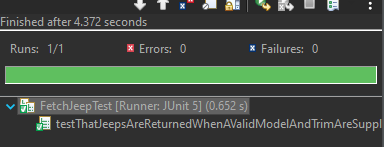 Finished after 4.372 seconds
Runs: 1/1 Errors: 0 Failures: 0
FetchJeepTest [Runner: JUnit 5] (0.652 s)
testThatJeepsAreReturnedWhenAValidModelAndTrimAreSuppl